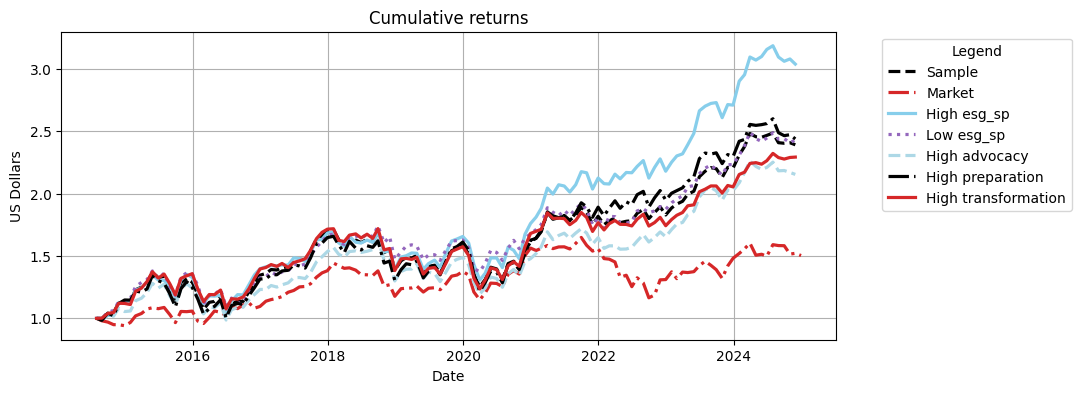 Cumulative returns
US Dollars
3.0
2.5
2.0
1.5
1.0
2016
2018
2020
2022
2024
Date
Legend
Sample
Market
High esg_sp
Low esg_sp
High advocacy
High preparation
High transformation